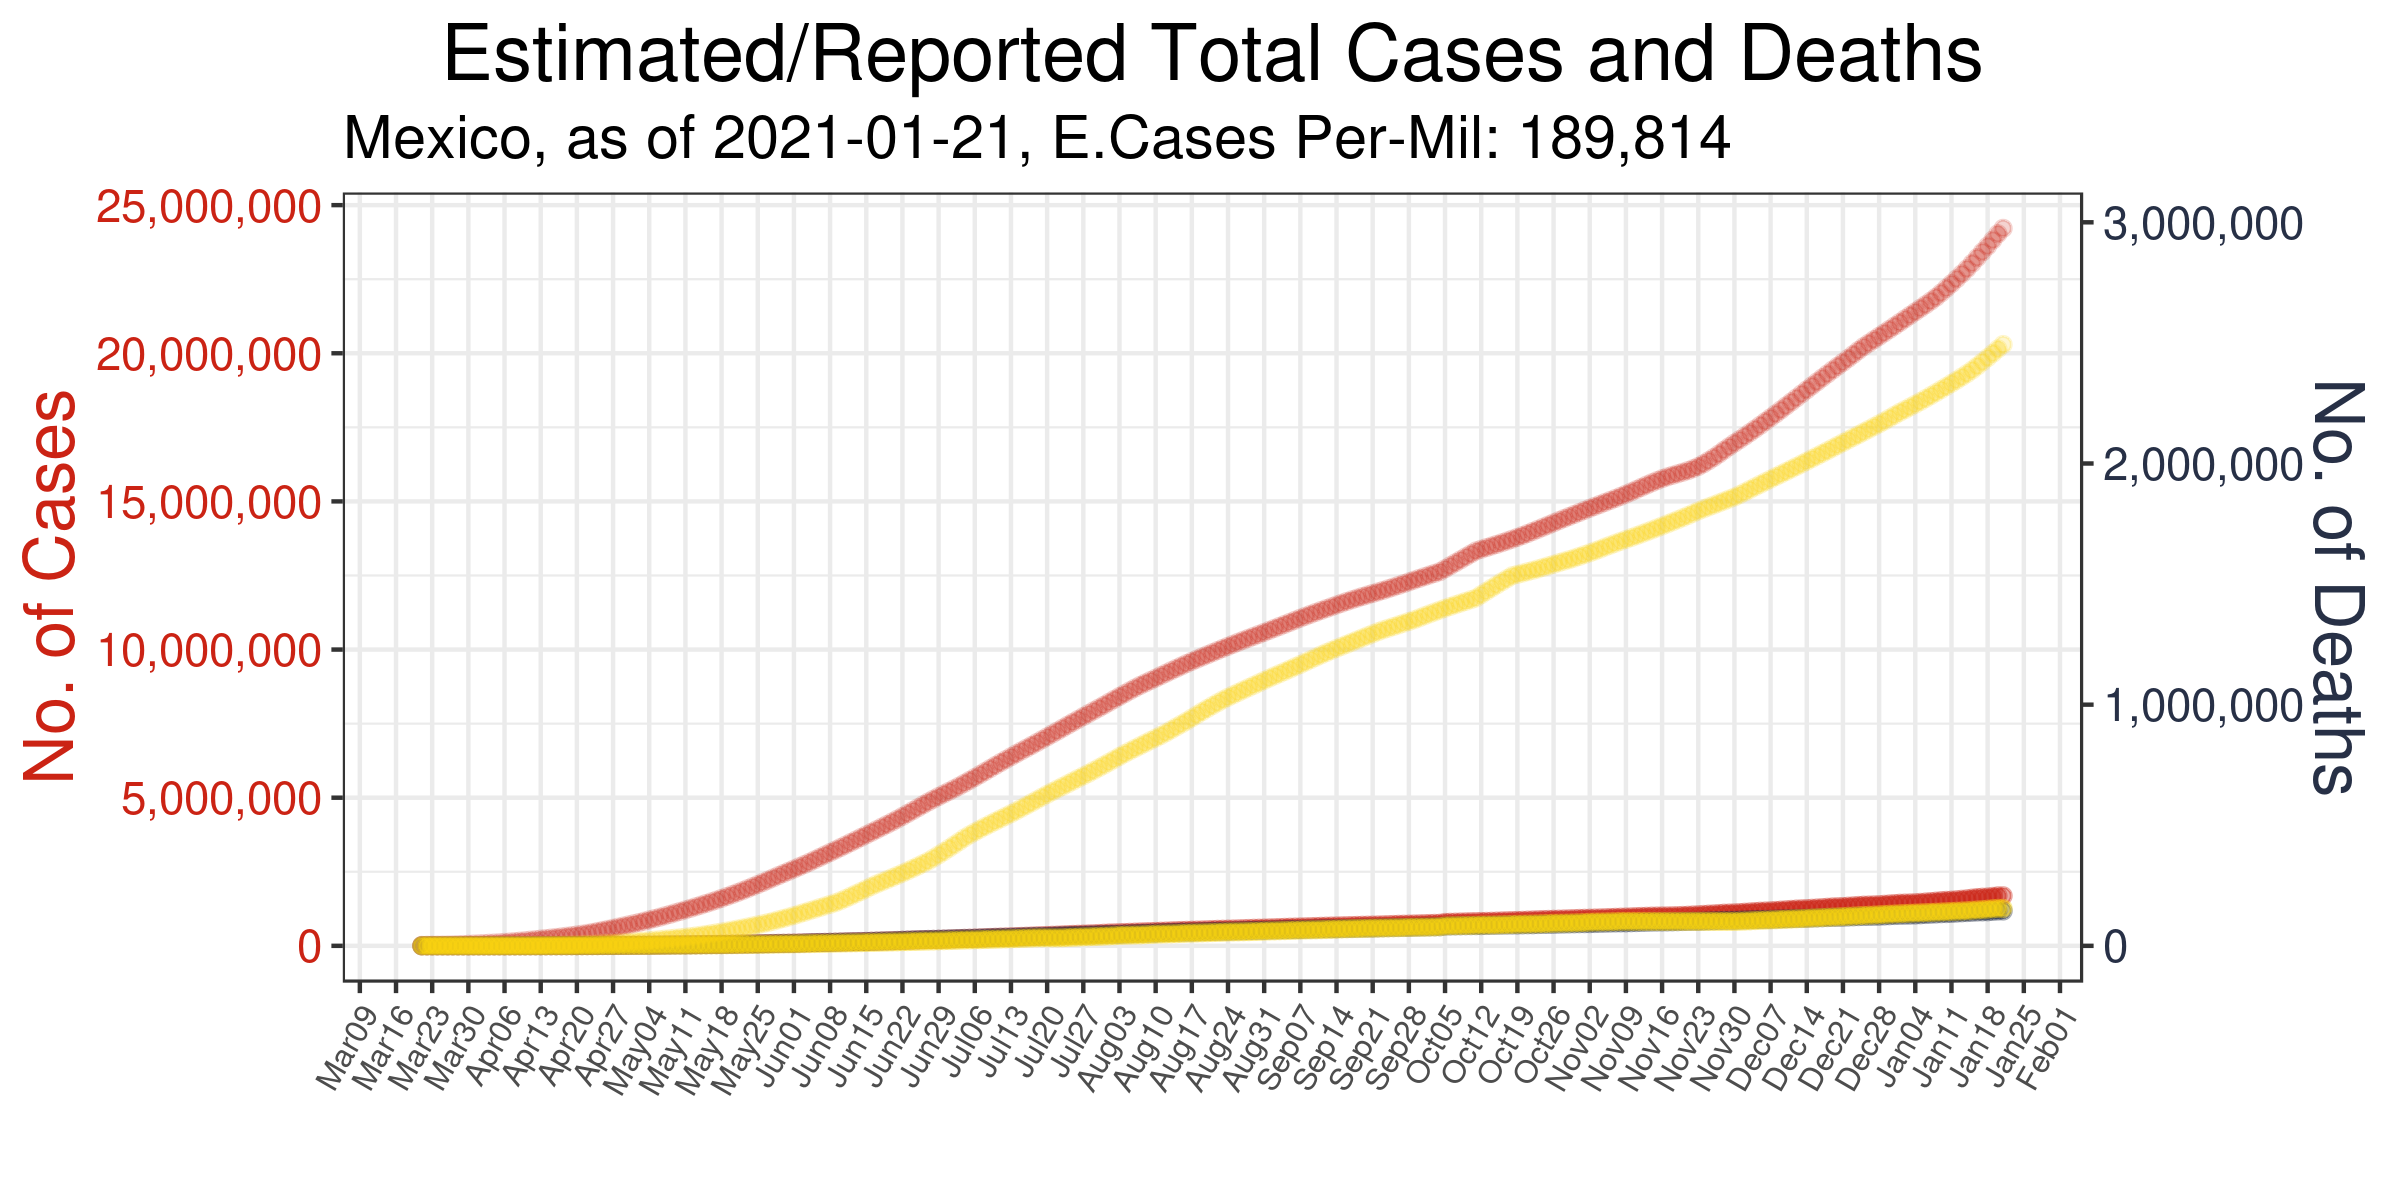 Estimated/Reported Total Cases and Deaths
Mexico, as of 2021-01-21, E.Cases Per-Mil: 189,814
No. of Cases
25,000,000
20,000,000
15,000,000
10,000,000
5,000,000
0
3,000,000
2,000,000
1,000,000
0
No. of Deaths
Mar09
Mar16
Mar23
Mar30
Apr06
Apr13
Apr20
Apr27
May04
May11
May18
May25
Jun01
Jun08
Jun15
Jun22
Jun29
Jul06
Jul13
Jul20
Jul27
Aug03
Aug10
Aug17
Aug24
Aug31
Sep07
Sep14
Sep21
Sep28
Oct05
Oct12
Oct19
Oct26
Nov02
Nov09
Nov16
Nov23
Nov30
Dec07
Dec14
Dec21
Dec28
Jan04
Jan11
Jan18
Jan25
Feb01